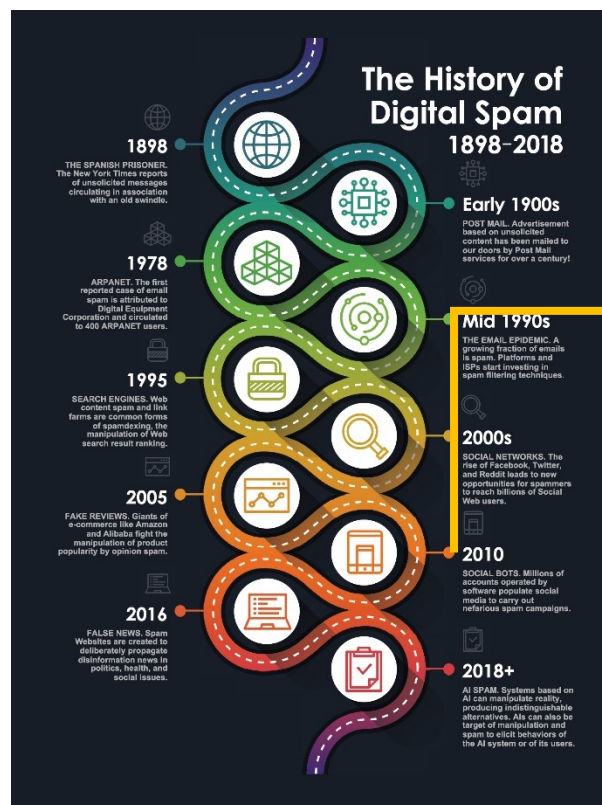 The History of
Digital Spam
1898-2018
1898
THE SPANISH PRISONER.
The New York Times reports
of unsolicited messages
circulating in association
with an old swindle.
Early 1900s
POST MAIL. Advertisement
based on unsolicited
content has been mailed to
our doors by Post Mail
services for over a century!
1978
ARPANET. The first
reported case of email
spam is attributed to
Digital Equipment
Corporation and circulated
to 400 ARPANET users.
Mid 1990s
THE EMAIL EPIDEMIC. A
growing fraction of emails
is spam. Platforms and
ISPs start investing in
spam filtering techniques.
1995
SEARCH ENGINES. Web
content spam and link
farms are common forms
of spamdexing, the
manipulation of Web
search result ranking.
2000s
SOCIAL NETWORKS. The
rise of Facebook, Twitter,
and Reddit leads to new
opportunities for spammers
to reach billions of Social
Web users.
2005
FAKE REVIEWS. Giants of
e-commerce like Amazon
and Alibaba fight the
manipulation of product
popularity by opinion spam.
2010
SOCIAL BOTS. Millions of
accounts operated by
software populate social
media to carry out
nefarious spam campaigns.
2016
FALSE NEWS. Spam
Websites are created to
deliberately propagate
disinformation news in
politics, health, and
social issues.
2018+
AI SPAM. Systems based on
AI can manipulate reality,
producing indistinguishable
alternatives. AIs can also be
target of manipulation and
spam to elicit behaviors of
the AI system or of its users.